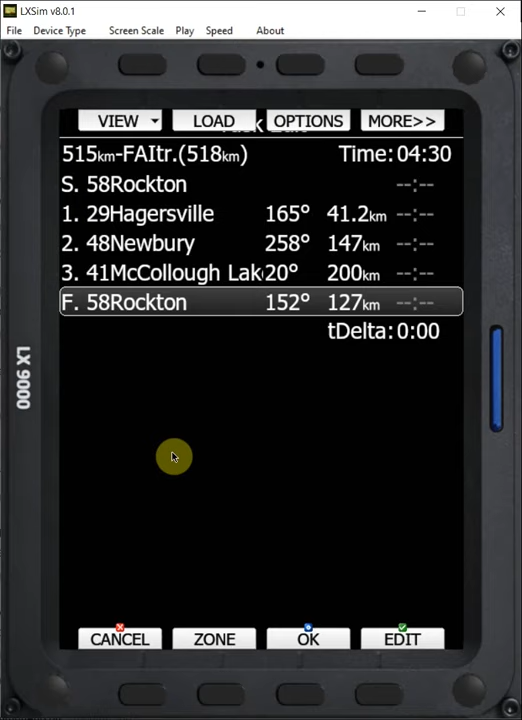 LXSim v8.0.1
File Device Type Screen Scale Play Speed About
VIEW LOAD OPTIONS MORE>>
515km-FAItr.(518km) Time:04:30
S. 58Rockton --:--
1. 29Hagersville 165° 41.2km --:--
2. 48Newbury 258° 147km --:--
3. 41McCollough Lak 20° 200km --:--
F. 58Rockton 152° 127km --:--
tDelta:0:00
LX 9000
CANCEL ZONE OK EDIT